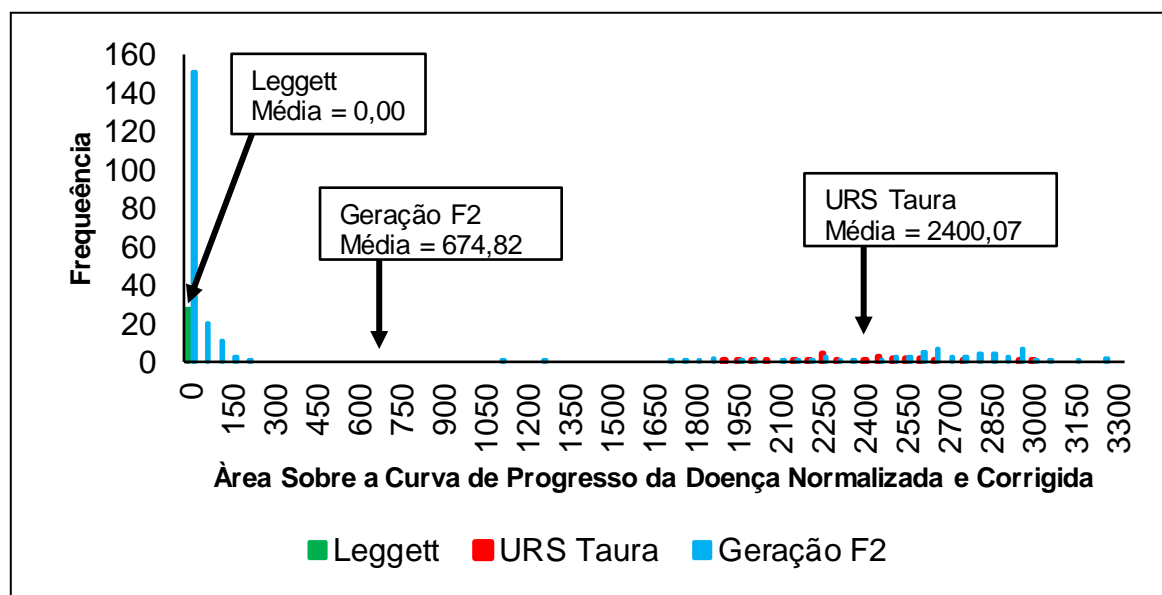 160
140
120
100
80
60
40
20
0
Frequeência
Leggett
Média = 0,00
Geração F2
Média = 674,82
URS Taura
Média = 2400,07
0 150 300 450 600 750 900 1050 1200 1350 1500 1650 1800 1950 2100 2250 2400 2550 2700 2850 3000 3150 3300
Àrea Sobre a Curva de Progresso da Doença Normalizada e Corrigida
Leggett URS Taura Geração F2